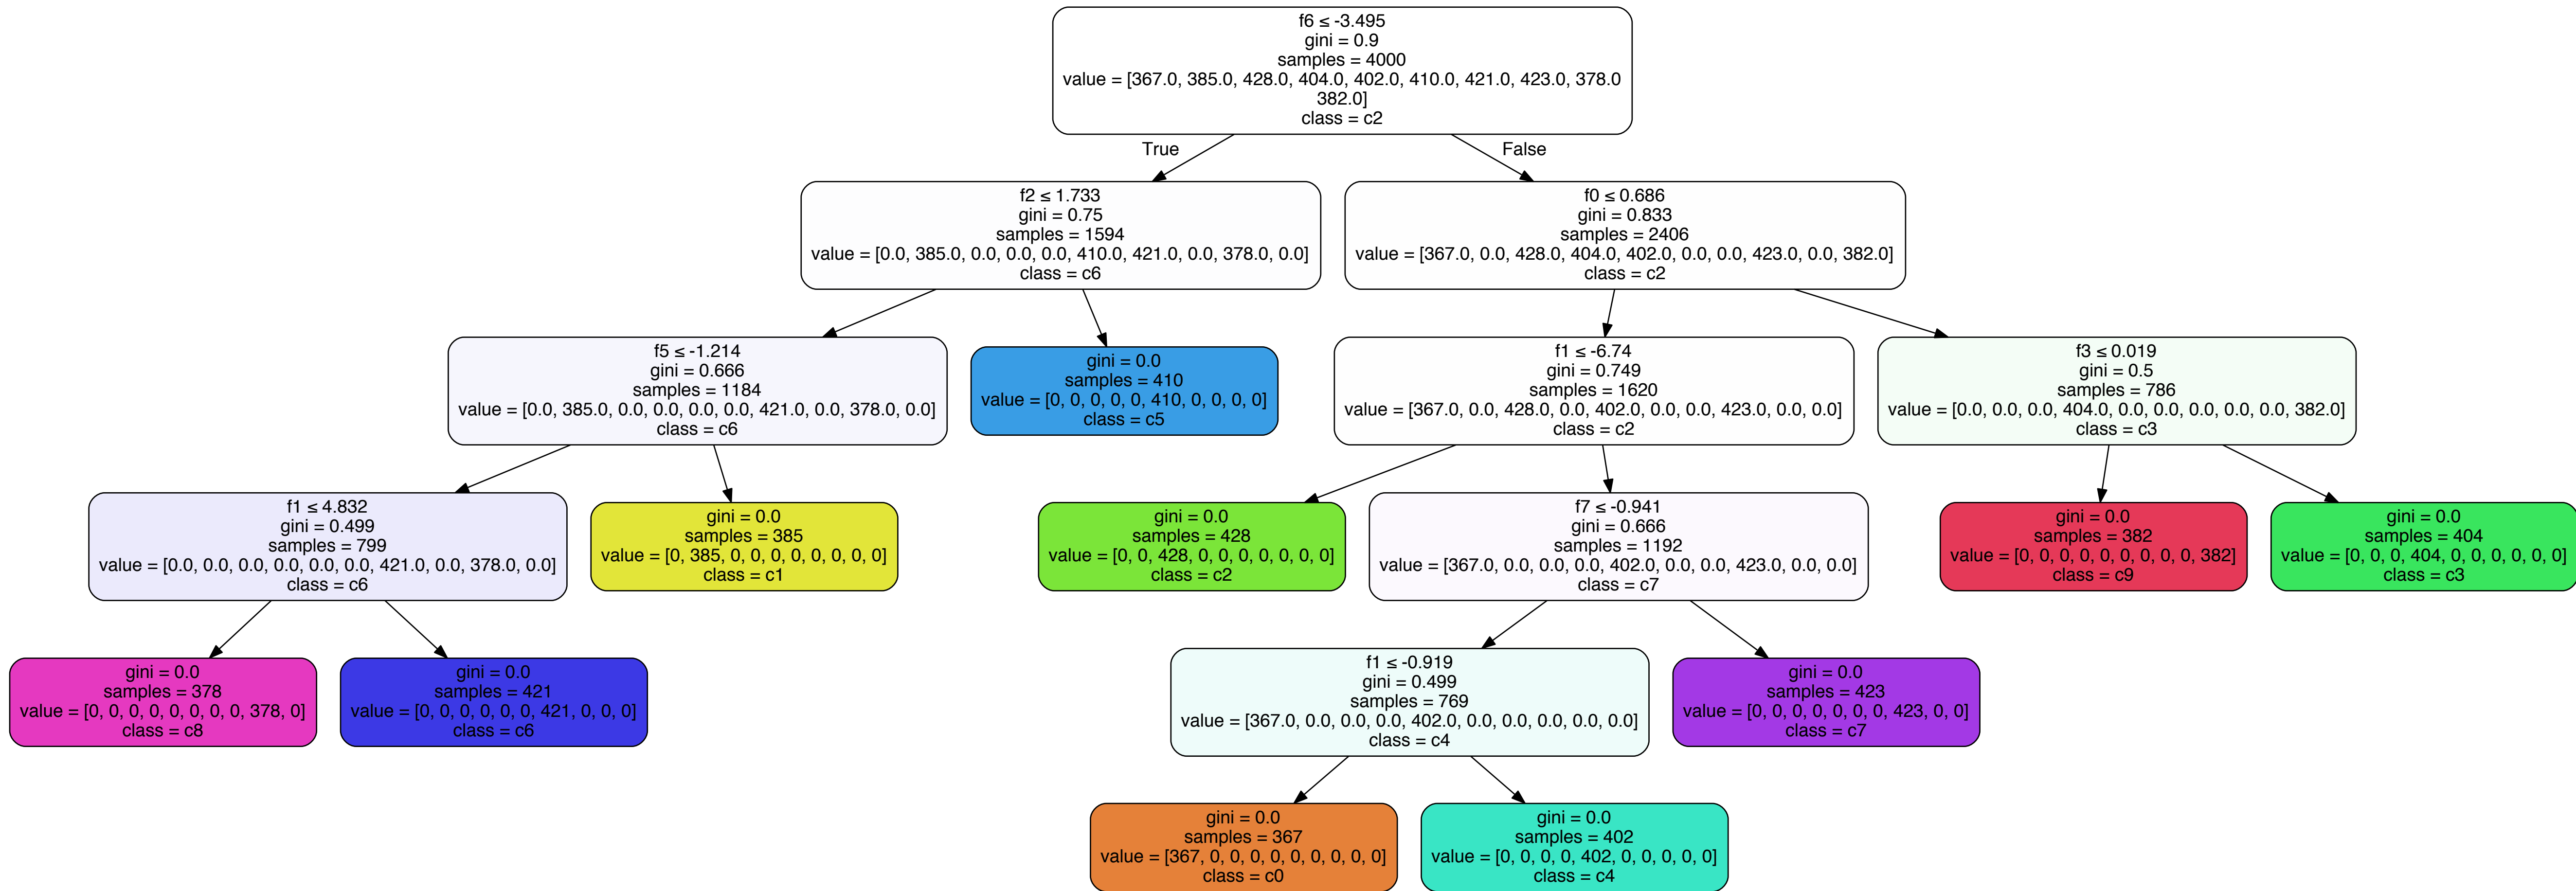 f6 ≤ -3.495
gini = 0.9
samples = 4000
value = [367.0, 385.0, 428.0, 404.0, 402.0, 410.0, 421.0, 423.0, 378.0
382.0]
class = c2
True
False
f2 ≤ 1.733
gini = 0.75
samples = 1594
value = [0.0, 385.0, 0.0, 0.0, 0.0, 410.0, 421.0, 0.0, 378.0, 0.0]
class = c6
f0 ≤ 0.686
gini = 0.833
samples = 2406
value = [367.0, 0.0, 428.0, 404.0, 402.0, 0.0, 0.0, 423.0, 0.0, 382.0]
class = c2
f5 ≤ -1.214
gini = 0.666
samples = 1184
value = [0.0, 385.0, 0.0, 0.0, 0.0, 0.0, 421.0, 0.0, 378.0, 0.0]
class = c6
gini = 0.0
samples = 410
value = [0, 0, 0, 0, 0, 410, 0, 0, 0, 0]
class = c5
f1 ≤ -6.74
gini = 0.749
samples = 1620
value = [367.0, 0.0, 428.0, 0.0, 402.0, 0.0, 0.0, 423.0, 0.0, 0.0]
class = c2
f3 ≤ 0.019
gini = 0.5
samples = 786
value = [0.0, 0.0, 0.0, 404.0, 0.0, 0.0, 0.0, 0.0, 0.0, 382.0]
class = c3
f1 ≤ 4.832
gini = 0.499
samples = 799
value = [0.0, 0.0, 0.0, 0.0, 0.0, 0.0, 421.0, 0.0, 378.0, 0.0]
class = c6
gini = 0.0
samples = 385
value = [0, 385, 0, 0, 0, 0, 0, 0, 0, 0]
class = c1
gini = 0.0
samples = 428
value = [0, 0, 428, 0, 0, 0, 0, 0, 0, 0]
class = c2
f7 ≤ -0.941
gini = 0.666
samples = 1192
value = [367.0, 0.0, 0.0, 0.0, 402.0, 0.0, 0.0, 423.0, 0.0, 0.0]
class = c7
gini = 0.0
samples = 382
value = [0, 0, 0, 0, 0, 0, 0, 0, 0, 382]
class = c9
gini = 0.0
samples = 404
value = [0, 0, 0, 404, 0, 0, 0, 0, 0, 0]
class = c3
gini = 0.0
samples = 378
value = [0, 0, 0, 0, 0, 0, 0, 0, 378, 0]
class = c8
gini = 0.0
samples = 421
value = [0, 0, 0, 0, 0, 0, 421, 0, 0, 0]
class = c6
f1 ≤ -0.919
gini = 0.499
samples = 769
value = [367.0, 0.0, 0.0, 0.0, 402.0, 0.0, 0.0, 0.0, 0.0, 0.0]
class = c4
gini = 0.0
samples = 423
value = [0, 0, 0, 0, 0, 0, 0, 423, 0, 0]
class = c7
gini = 0.0
samples = 367
value = [367, 0, 0, 0, 0, 0, 0, 0, 0, 0]
class = c0
gini = 0.0
samples = 402
value = [0, 0, 0, 0, 402, 0, 0, 0, 0, 0]
class = c4